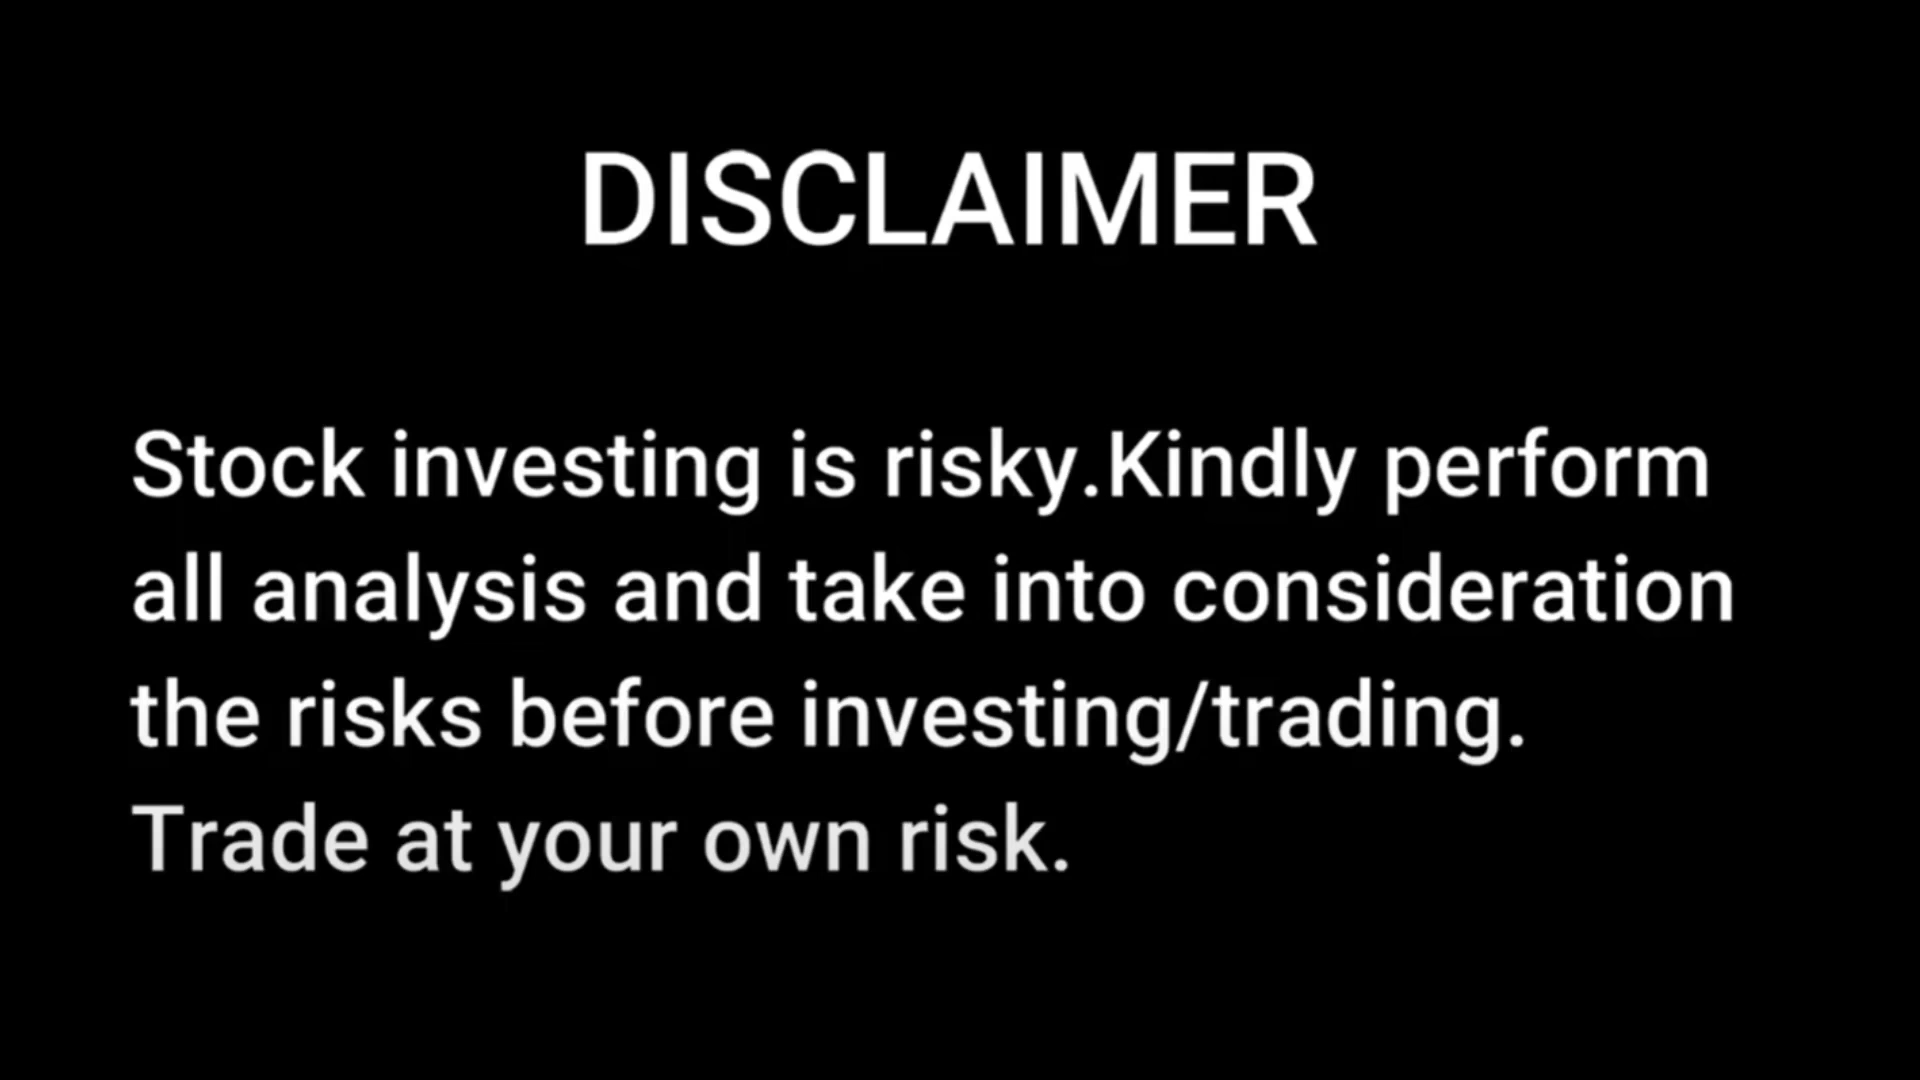 DISCLAIMER
Stock investing is risky.Kindly perform
all analysis and take into consideration
the risks before investing/trading.
Trade at your own risk.